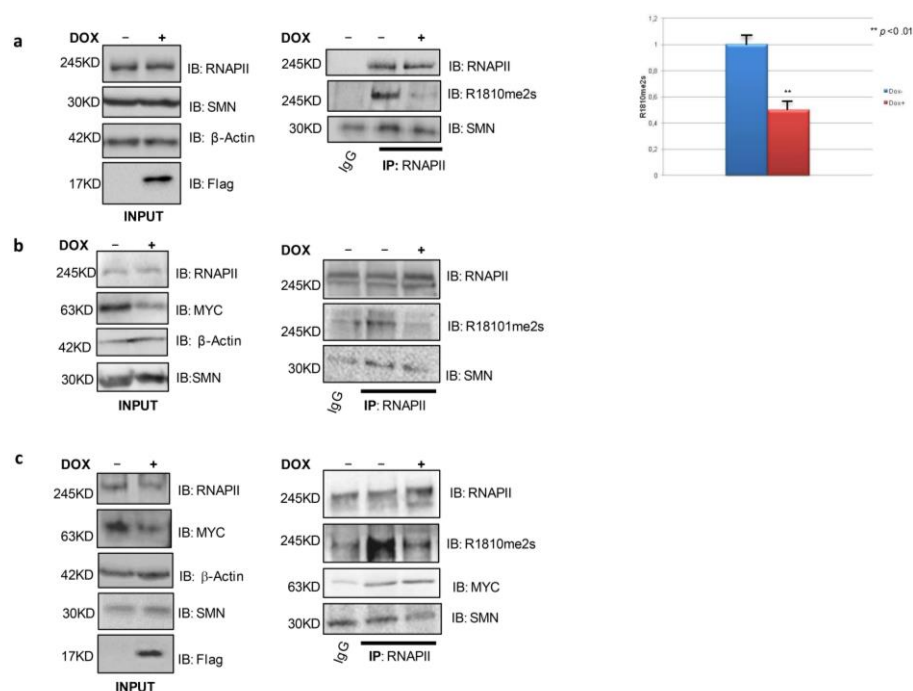 a
DOX – +
245KD IB: RNAPII
30KD IB: SMN
42KD IB: β-Actin
17KD IB: Flag
INPUT
DOX – – +
245KD IB: RNAPII
245KD IB: R1810me2s
30KD IB: SMN
IgG IP: RNAPII
R1810me2s
1,2
1
0,8
0,6
0,4
0,2
0
**
** p<0 .01
Dox-
Dox+
b
DOX – +
245KD IB: RNAPII
63KD IB: MYC
42KD IB: β-Actin
30KD IB:SMN
INPUT
DOX – – +
245KD IB: RNAPII
245KD IB: R18101me2s
30KD IB: SMN
IgG IP: RNAPII
c
DOX – +
245KD IB: RNAPII
63KD IB: MYC
42KD IB: β-Actin
30KD IB: SMN
17KD IB: Flag
INPUT
DOX – – +
245KD IB: RNAPII
245KD IB: R1810me2s
63KD IB: MYC
30KD IB: SMN
IgG IP: RNAPII